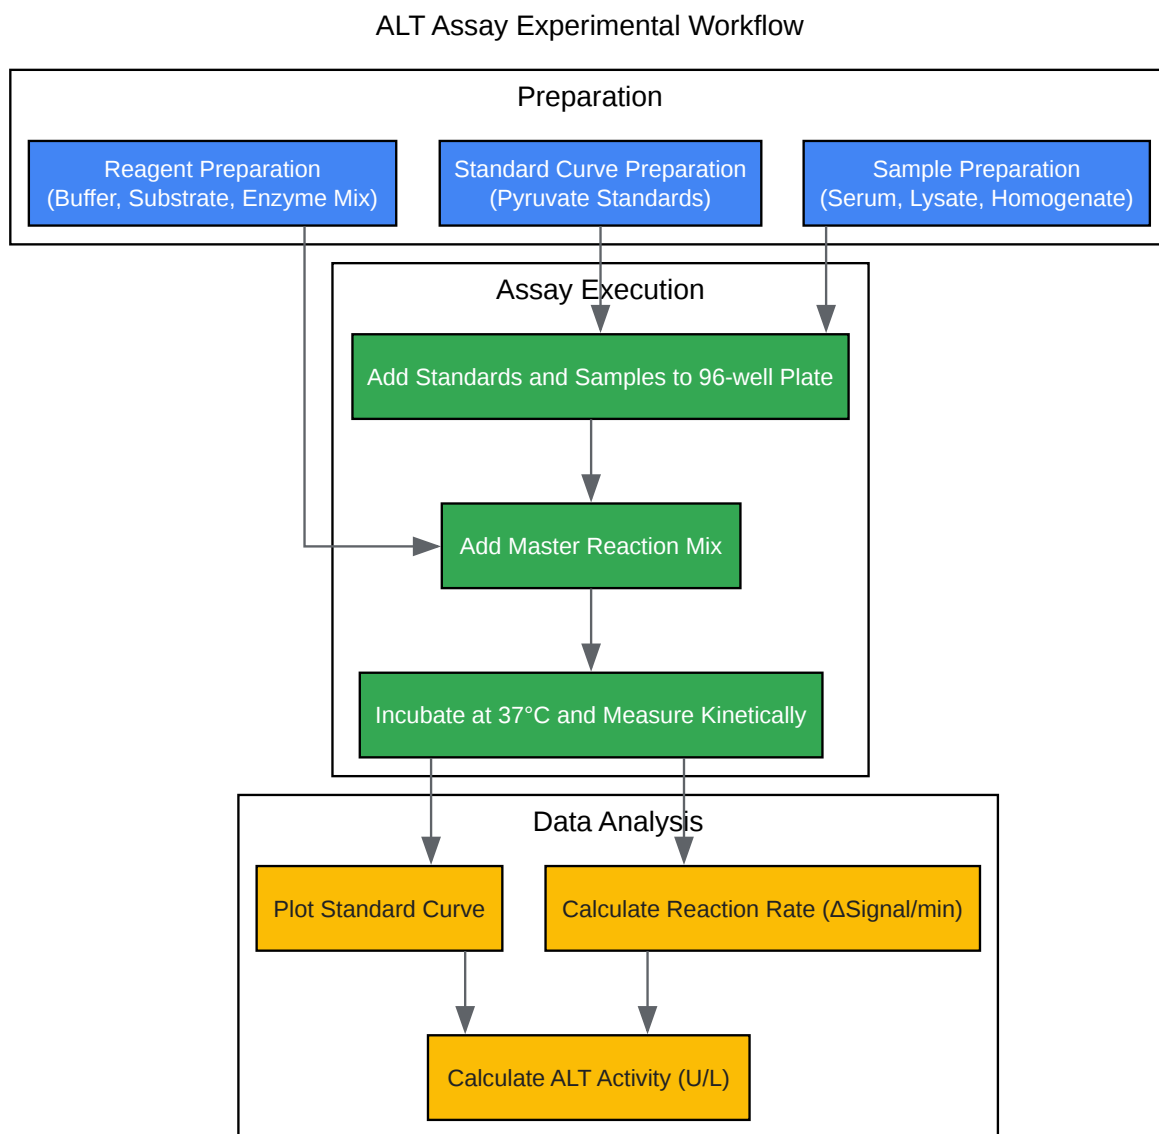 ALT Assay Experimental Workflow
Preparation
Reagent Preparation
(Buffer, Substrate, Enzyme Mix)
Standard Curve Preparation
(Pyruvate Standards)
Sample Preparation
(Serum, Lysate, Homogenate)
Assay Execution
Add Standards and Samples to 96-well Plate
Add Master Reaction Mix
Incubate at 37°C and Measure Kinetically
Data Analysis
Plot Standard Curve
Calculate Reaction Rate (ΔSignal/min)
Calculate ALT Activity (U/L)